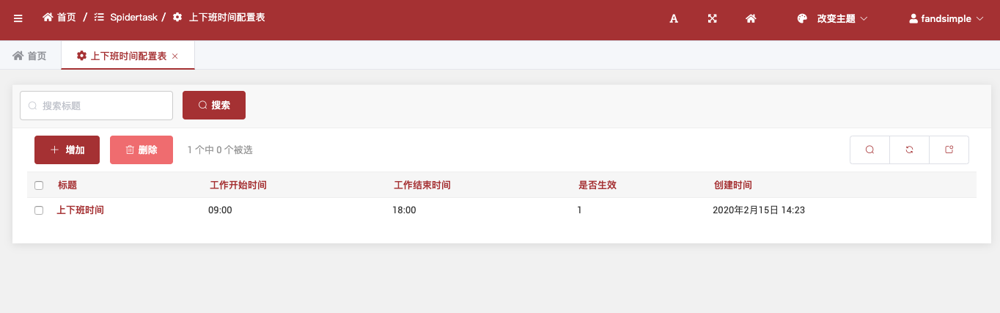 首页 / Spidertask / 上下班时间配置表
改变主题
fandsimple
首页
上下班时间配置表
搜索标题
搜索
增加
删除
1 个中 0 个被选
标题 工作开始时间 工作结束时间 是否生效 创建时间
上下班时间 09:00 18:00 1 2020年2月15日 14:23